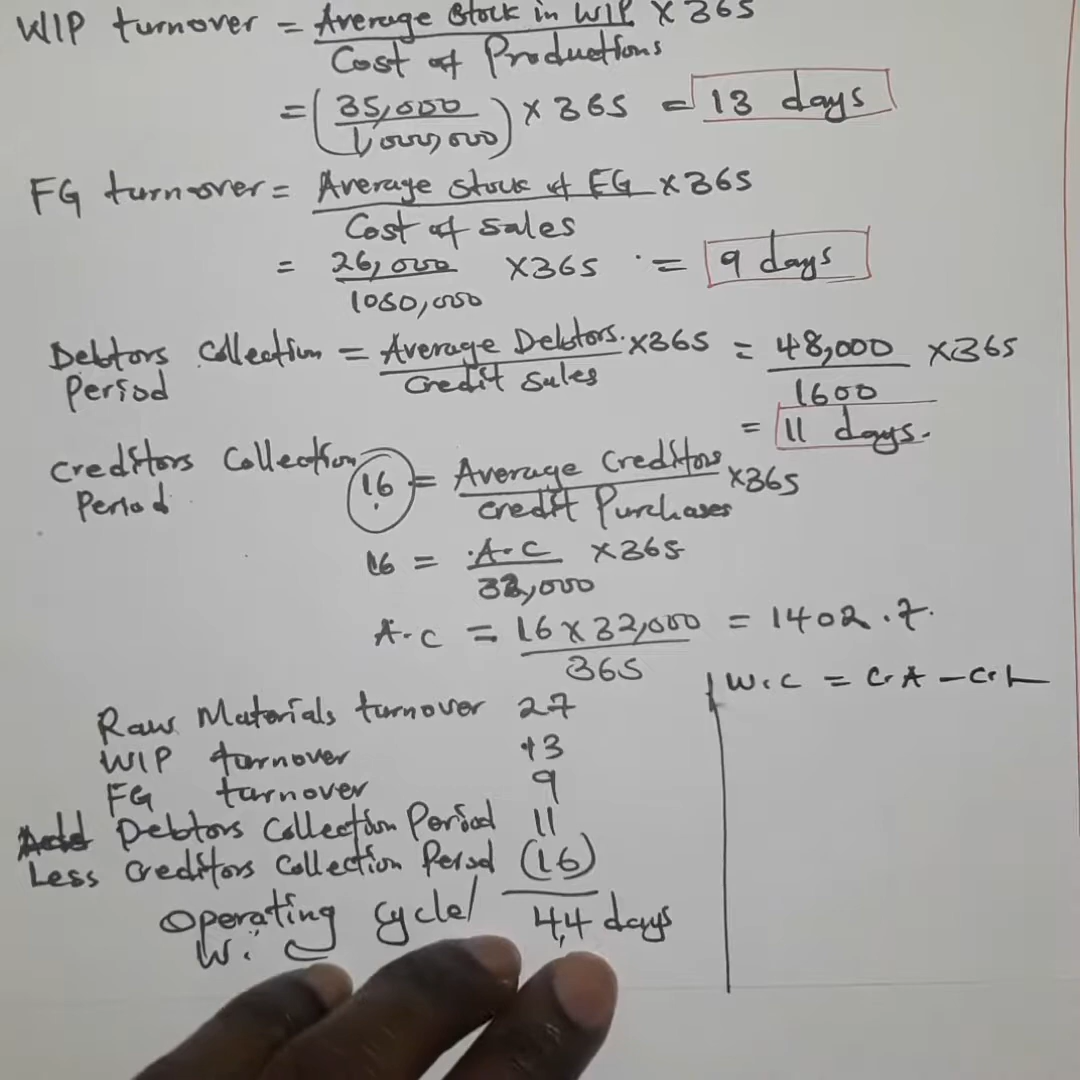 WIP turnover = Average Stock in WIP X 365
Cost of Productions
= (35,000
1,000,000) X 365 = 13 days
FG turnover = Average stock of FG X365
Cost of sales
= 26,000 X365 = 9 days
1050,000
Debtors Collection = Average Debtors. X365 = 48,000 X365
Period Credit Sales 1600
= 11 days.
Creditors Collection 16 = Average Creditors X365
Period Credit Purchases
16 = A.C X365
32,000
A.C = 16 X 32,000 = 1402.7.
365
W.C = C.A - C.L
Raw Materials turnover 27
WIP turnover 13
FG turnover 9
Add Debtors Collection Period 11
Less Creditors Collection Period (16)
Operating Cycle/ 44 days
W.C